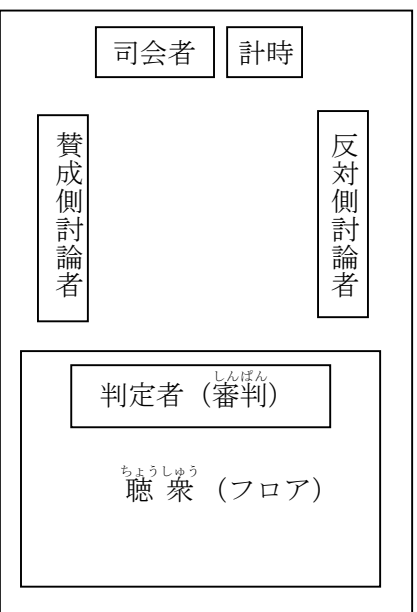 司会者
計時
賛成側討論者
反対側討論者
判定者（審判）
しんぱん
聴衆（フロア）
ちょうしゅう